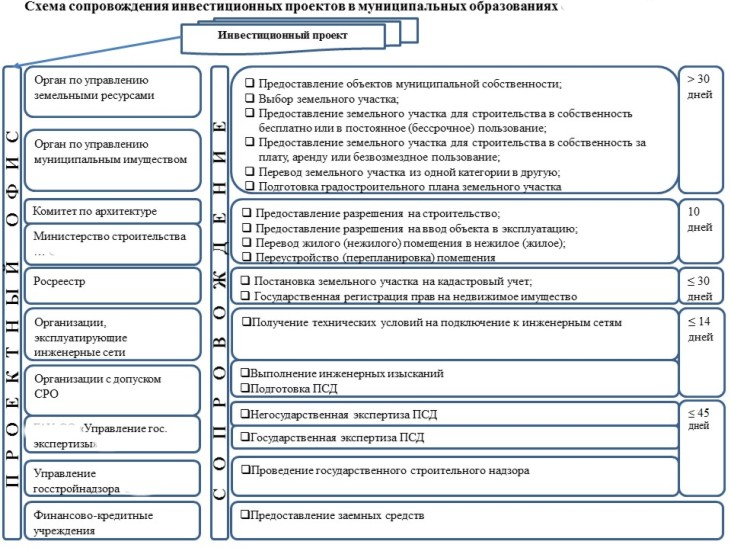 Схема сопровождения инвестиционных проектов в муниципальных образованиях
Инвестиционный проект
ПРОЕКТНЫЙ ОФИС
Орган по управлению
земельными ресурсами
Орган по управлению
муниципальным имуществом
Комитет по архитектуре
Министерство строительства
…
Росреестр
Организации,
эксплуатирующие
инженерные сети
Организации с допуском
СРО
«Управление гос.
экспертизы»
Управление
госстройнадзора
Финансово-кредитные
учреждения
СОПРОВОЖДЕНИЕ
❑ Предоставление объектов муниципальной собственности;
❑ Выбор земельного участка;
❑ Предоставление земельного участка для строительства в собственность
бесплатно или в постоянное (бессрочное) пользование;
❑ Предоставление земельного участка для строительства в собственность за
плату, аренду или безвозмездное пользование;
❑ Перевод земельного участка из одной категории в другую;
❑ Подготовка градостроительного плана земельного участка
> 30
дней
❑ Предоставление разрешения на строительство;
❑ Предоставление разрешения на ввод объекта в эксплуатацию;
❑ Перевод жилого (нежилого) помещения в нежилое (жилое);
❑ Переустройство (перепланировка) помещения
10
дней
❑ Постановка земельного участка на кадастровый учет;
❑ Государственная регистрация прав на недвижимое имущество
≤ 30
дней
❑Получение технических условий на подключение к инженерным сетям
❑Выполнение инженерных изысканий
❑Подготовка ПСД
≤ 14
дней
❑Негосударственная экспертиза ПСД
❑Государственная экспертиза ПСД
❑Проведение государственного строительного надзора
≤ 45
дней
❑Предоставление заемных средств